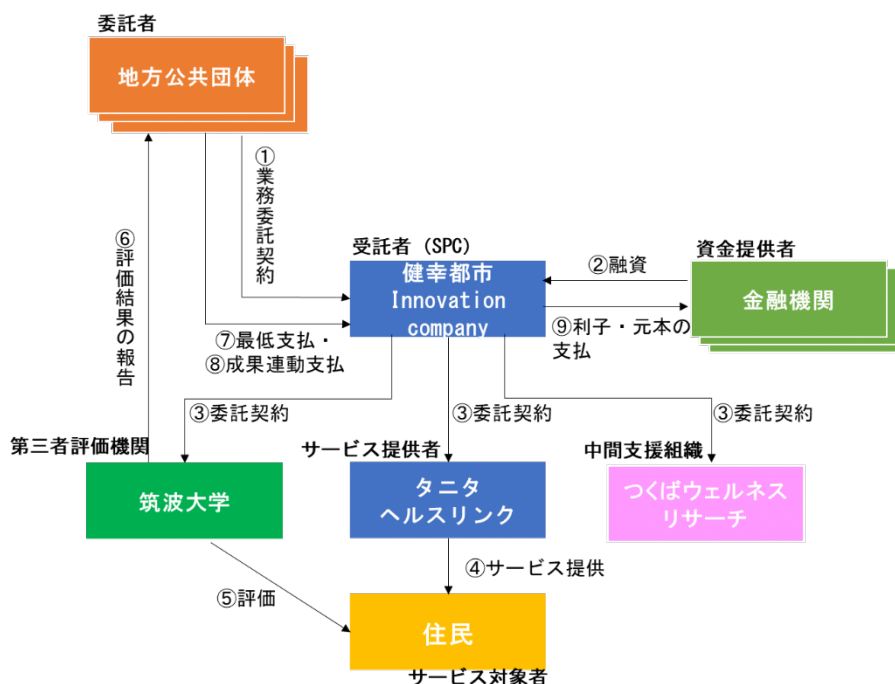 委託者
地方公共団体
①業務委託契約
⑥評価結果の報告
受託者（SPC）
健幸都市
Innovation
company
②融資
資金提供者
金融機関
⑦最低支払・
⑧成果連動支払
⑨利子・元本の
支払
③委託契約
③委託契約
③委託契約
第三者評価機関
筑波大学
サービス提供者
タニタ
ヘルスリンク
中間支援組織
つくばウェルネス
リサーチ
④サービス提供
⑤評価
住民
サービス対象者